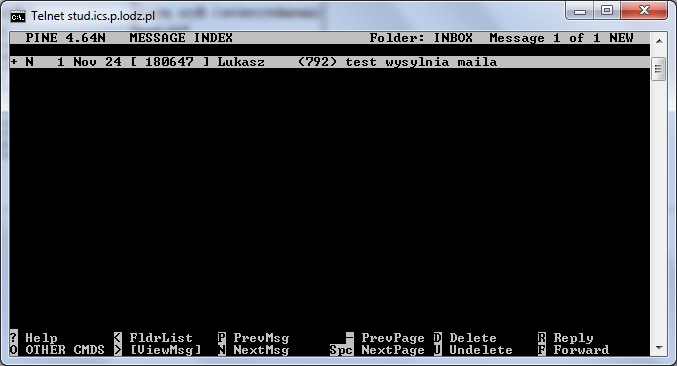 Telnet stud.ics.p.lodz.pl
PINE 4.64N MESSAGE INDEX Folder: INBOX Message 1 of 1 NEW
+ N 1 Nov 24 [ 180647 ] Lukasz (792) test wysylnia maila
? Help < FldrList P PrevMsg - PrevPage D Delete R Reply
O OTHER CMDS > [ViewMsg] N NextMsg Spc NextPage U Undelete F Forward